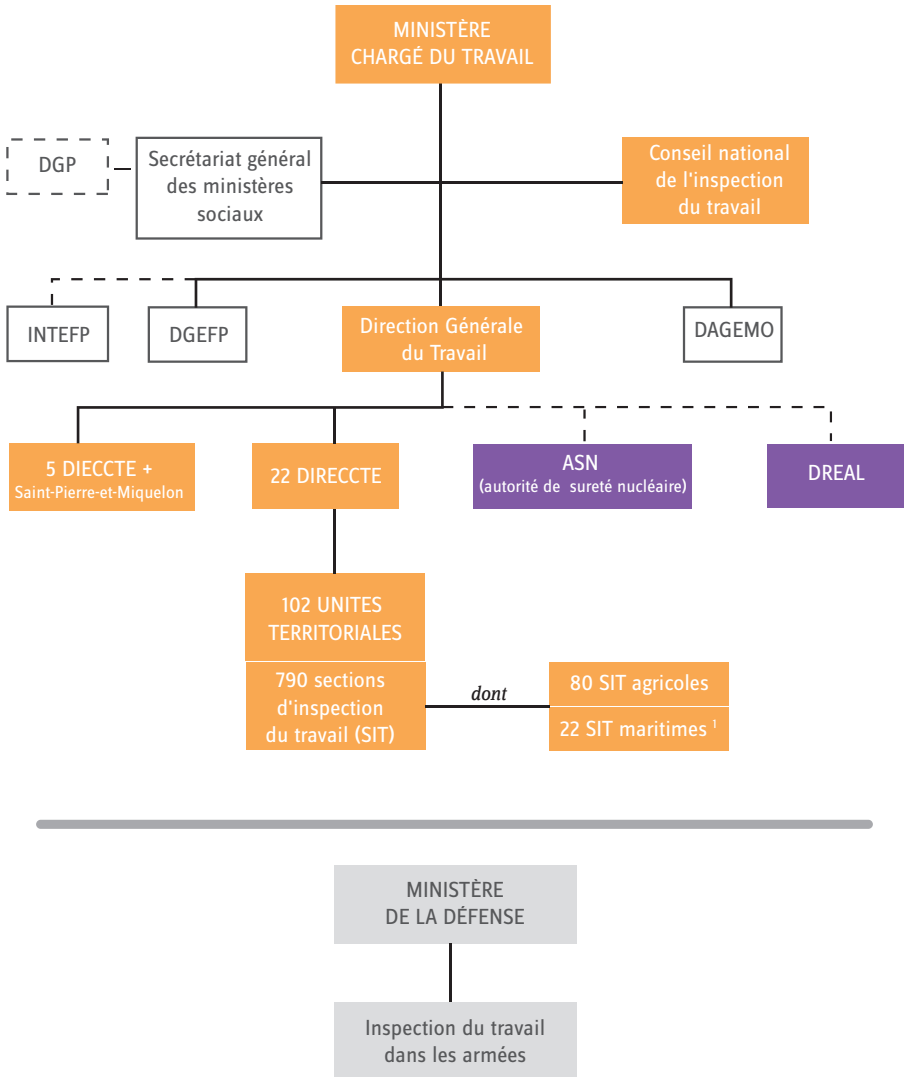 MINISTÈRE
CHARGÉ DU TRAVAIL
DGP
Secrétariat général
des ministères
sociaux
Conseil national
de l'inspection
du travail
INTEFP
DGEFP
Direction Générale
du Travail
DAGEMO
5 DIECCTE +
Saint-Pierre-et-Miquelon
22 DIRECCTE
ASN
(autorité de sureté nucléaire)
DREAL
102 UNITES
TERRITORIALES
790 sections
d'inspection
du travail (SIT)
dont
80 SIT agricoles
22 SIT maritimes ¹
MINISTÈRE
DE LA DÉFENSE
Inspection du travail
dans les armées